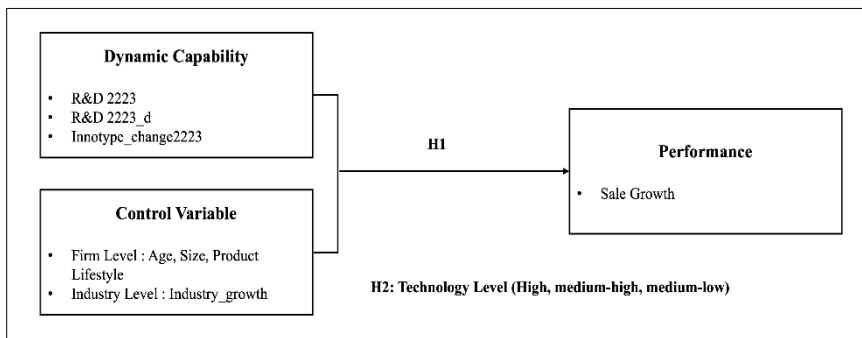 Dynamic Capability
• R&D 2223
• R&D 2223_d
• Innotype_change2223
H1
Performance
• Sale Growth
Control Variable
• Firm Level : Age, Size, Product
Lifestyle
• Industry Level : Industry_growth
H2: Technology Level (High, medium-high, medium-low)